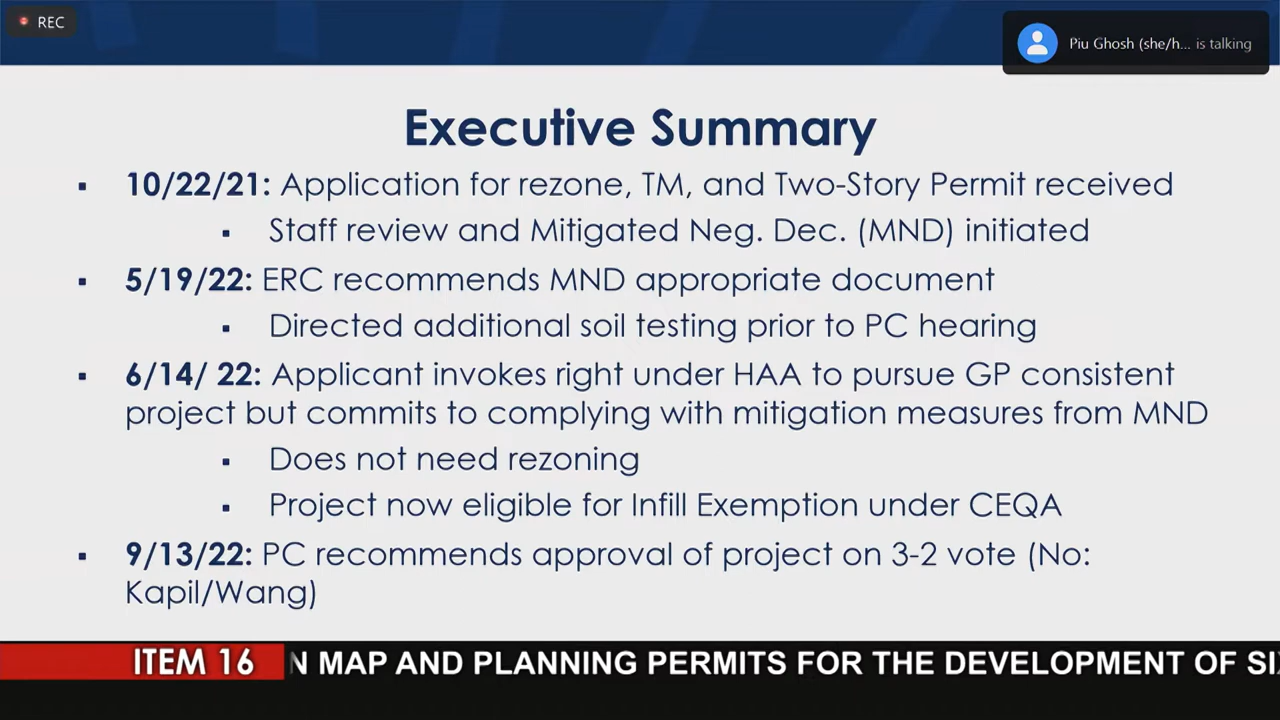 REC
Piu Ghosh (she/h... is talking
Executive Summary
▪ 10/22/21: Application for rezone, TM, and Two-Story Permit received
▪ Staff review and Mitigated Neg. Dec. (MND) initiated
▪ 5/19/22: ERC recommends MND appropriate document
▪ Directed additional soil testing prior to PC hearing
▪ 6/14/ 22: Applicant invokes right under HAA to pursue GP consistent
project but commits to complying with mitigation measures from MND
▪ Does not need rezoning
▪ Project now eligible for Infill Exemption under CEQA
▪ 9/13/22: PC recommends approval of project on 3-2 vote (No:
Kapil/Wang)
ITEM 16 N MAP AND PLANNING PERMITS FOR THE DEVELOPMENT OF